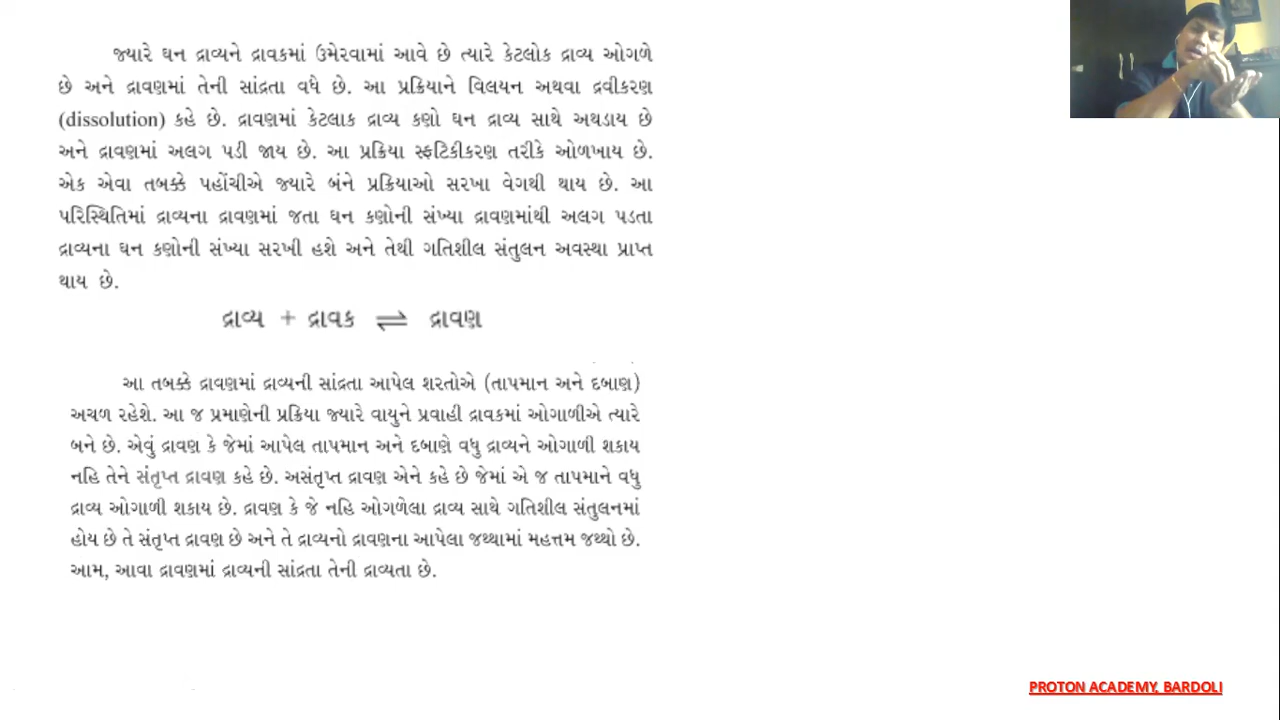 જ્યારે ઘન દ્રાવ્યને દ્રાવકમાં ઉમેરવામાં આવે છે ત્યારે કેટલોક દ્રાવ્ય ઓગળે
છે અને દ્રાવણમાં તેની સાંદ્રતા વધે છે. આ પ્રક્રિયાને વિલયન અથવા દ્રવીકરણ
(dissolution) કહે છે. દ્રાવણમાં કેટલાક દ્રાવ્ય કણો ઘન દ્રાવ્ય સાથે અથડાય છે
અને દ્રાવણમાં અલગ પડી જાય છે. આ પ્રક્રિયા સ્ફટિકીકરણ તરીકે ઓળખાય છે.
એક એવા તબક્કે પહોંચીએ જ્યારે બંને પ્રક્રિયાઓ સરખા વેગથી થાય છે. આ
પરિસ્થિતિમાં દ્રાવ્યના દ્રાવણમાં જતા ઘન કણોની સંખ્યા દ્રાવણમાંથી અલગ પડતા
દ્રાવ્યના ઘન કણોની સંખ્યા સરખી હશે અને તેથી ગતિશીલ સંતુલન અવસ્થા પ્રાપ્ત
થાય છે.
દ્રાવ્ય + દ્રાવક ⇌ દ્રાવણ
આ તબક્કે દ્રાવણમાં દ્રાવ્યની સાંદ્રતા આપેલ શરતોએ (તાપમાન અને દબાણ)
અચળ રહેશે. આ જ પ્રમાણેની પ્રક્રિયા જ્યારે વાયુને પ્રવાહી દ્રાવકમાં ઓગાળીએ ત્યારે
બને છે. એવું દ્રાવણ કે જેમાં આપેલ તાપમાન અને દબાણે વધુ દ્રાવ્યને ઓગાળી શકાય
નહિ તેને સંતૃપ્ત દ્રાવણ કહે છે. અસંતૃપ્ત દ્રાવણ એને કહે છે જેમાં એ જ તાપમાને વધુ
દ્રાવ્ય ઓગાળી શકાય છે. દ્રાવણ કે જે નહિ ઓગળેલા દ્રાવ્ય સાથે ગતિશીલ સંતુલનમાં
હોય છે તે સંતૃપ્ત દ્રાવણ છે અને તે દ્રાવ્યનો દ્રાવણના આપેલા જથ્થામાં મહત્તમ જથ્થો છે.
આમ, આવા દ્રાવણમાં દ્રાવ્યની સાંદ્રતા તેની દ્રાવ્યતા છે.
PROTON ACADEMY, BARDOLI